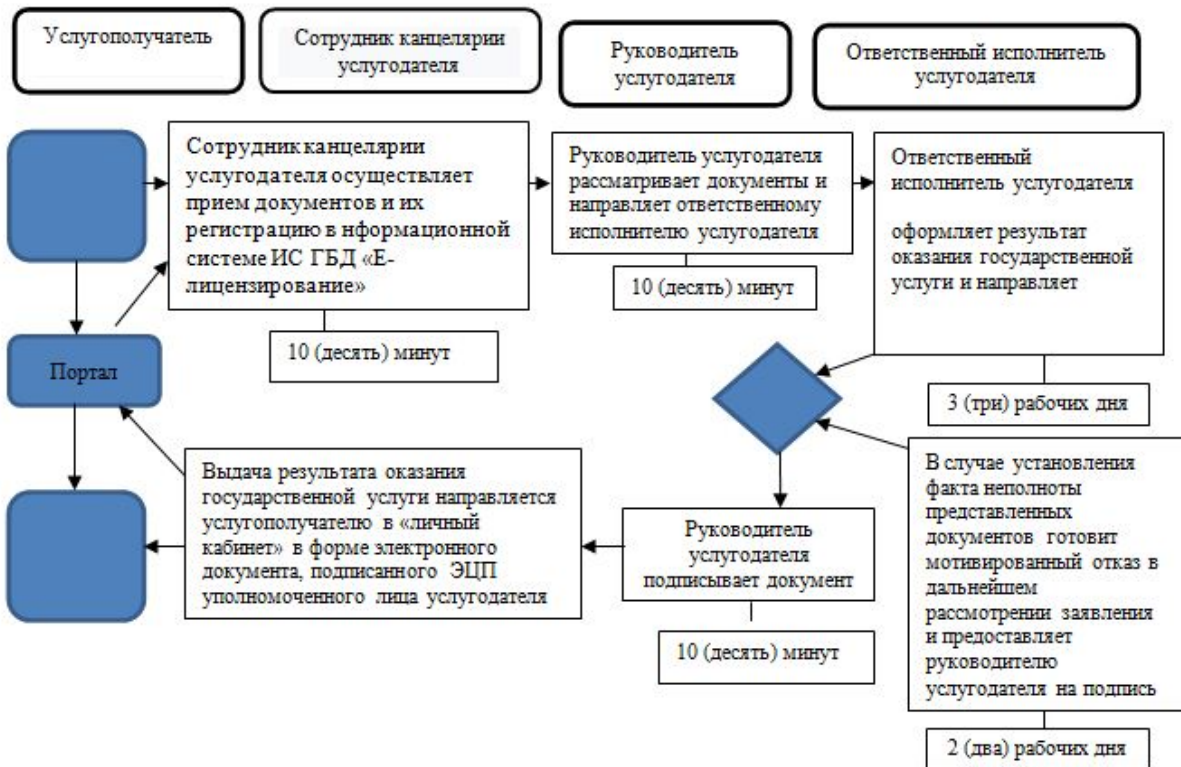 Услугополучатель
Сотрудник канцелярии
услугодателя
Руководитель
услугодателя
Ответственный исполнитель
услугодателя
Сотрудник канцелярии
услугодателя осуществляет
прием документов и их
регистрацию в нформационной
системе ИС ГБД «Е-
лицензирование»
10 (десять) минут
Руководитель услугодателя
рассматривает документы и
направляет ответственному
исполнителю услугодателя
10 (десять) минут
Ответственный
исполнитель услугодателя
оформляет результат
оказания государственной
услуги и направляет
3 (три) рабочих дня
Портал
Выдача результата оказания
государственной услуги направляется
услугополучателю в «личный
кабинет» в форме электронного
документа, подписанного ЭЦП
уполномоченного лица услугодателя
Руководитель
услугодателя
подписывает документ
10 (десять) минут
В случае установления
факта неполноты
представленных
документов готовит
мотивированный отказ в
дальнейшем
рассмотрении заявления
и предоставляет
руководителю
услугодателя на подпись
2 (два) рабочих дня